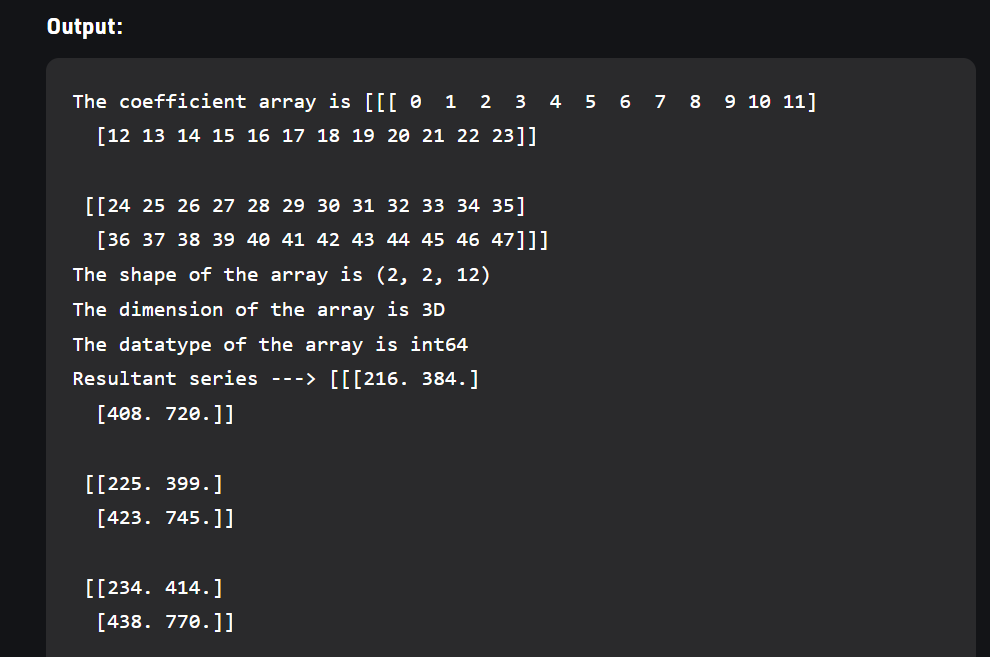 Output:
The coefficient array is [[[ 0  1  2  3  4  5  6  7  8  9 10 11]
  [12 13 14 15 16 17 18 19 20 21 22 23]]
 [[24 25 26 27 28 29 30 31 32 33 34 35]
  [36 37 38 39 40 41 42 43 44 45 46 47]]]
The shape of the array is (2, 2, 12)
The dimension of the array is 3D
The datatype of the array is int64
Resultant series ---> [[[216. 384.]
  [408. 720.]]
 [[225. 399.]
  [423. 745.]]
 [[234. 414.]
  [438. 770.]]